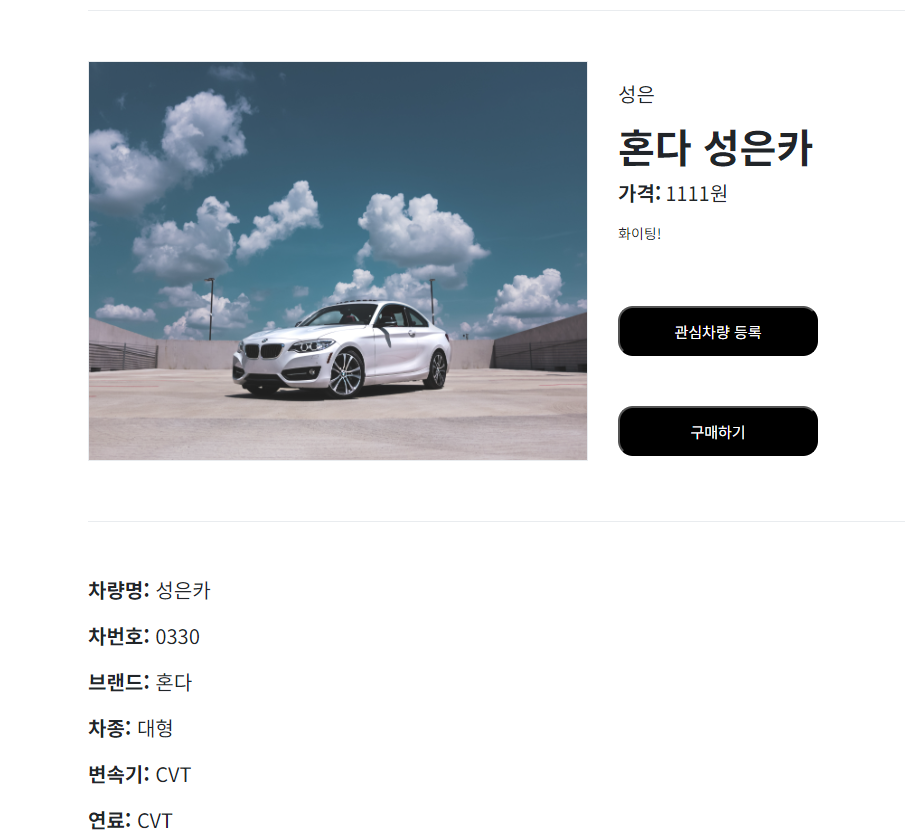 성은
혼다 성은카
가격: 1111원
화이팅!
관심차량 등록
구매하기
차량명: 성은카
차번호: 0330
브랜드: 혼다
차종: 대형
변속기: CVT
연료: CVT